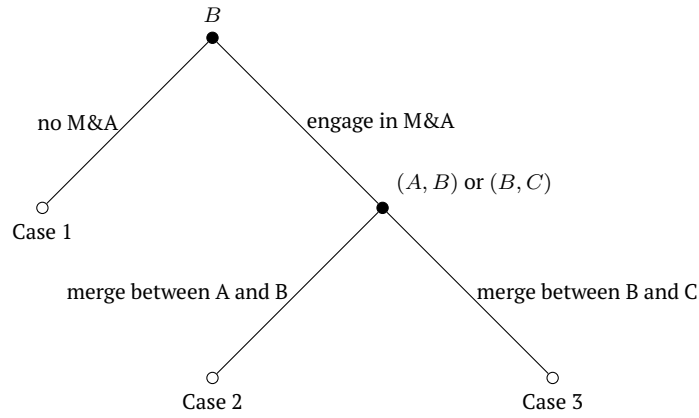 B
no M&A
engage in M&A
(A, B) or (B, C)
Case 1
merge between A and B
merge between B and C
Case 2
Case 3